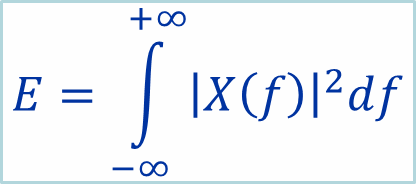 E = ∫_{-∞}^{+∞} |X(f)|² df